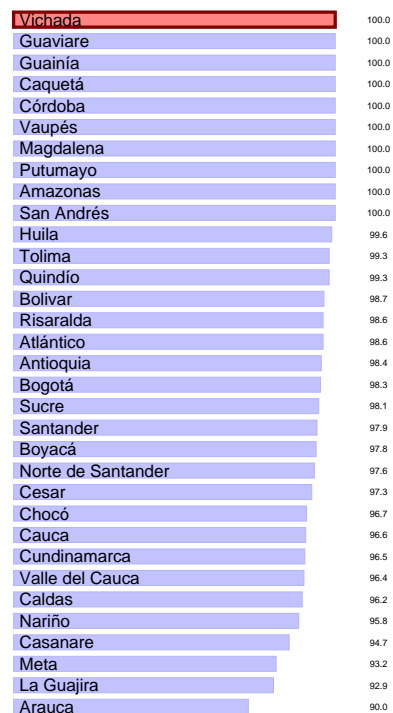 Vichada 100.0
Guaviare 100.0
Guainía 100.0
Caquetá 100.0
Córdoba 100.0
Vaupés 100.0
Magdalena 100.0
Putumayo 100.0
Amazonas 100.0
San Andrés 100.0
Huila 99.6
Tolima 99.3
Quindío 99.3
Bolivar 98.7
Risaralda 98.6
Atlántico 98.6
Antioquia 98.4
Bogotá 98.3
Sucre 98.1
Santander 97.9
Boyacá 97.8
Norte de Santander 97.6
Cesar 97.3
Chocó 96.7
Cauca 96.6
Cundinamarca 96.5
Valle del Cauca 96.4
Caldas 96.2
Nariño 95.8
Casanare 94.7
Meta 93.2
La Guajira 92.9
Arauca 90.0